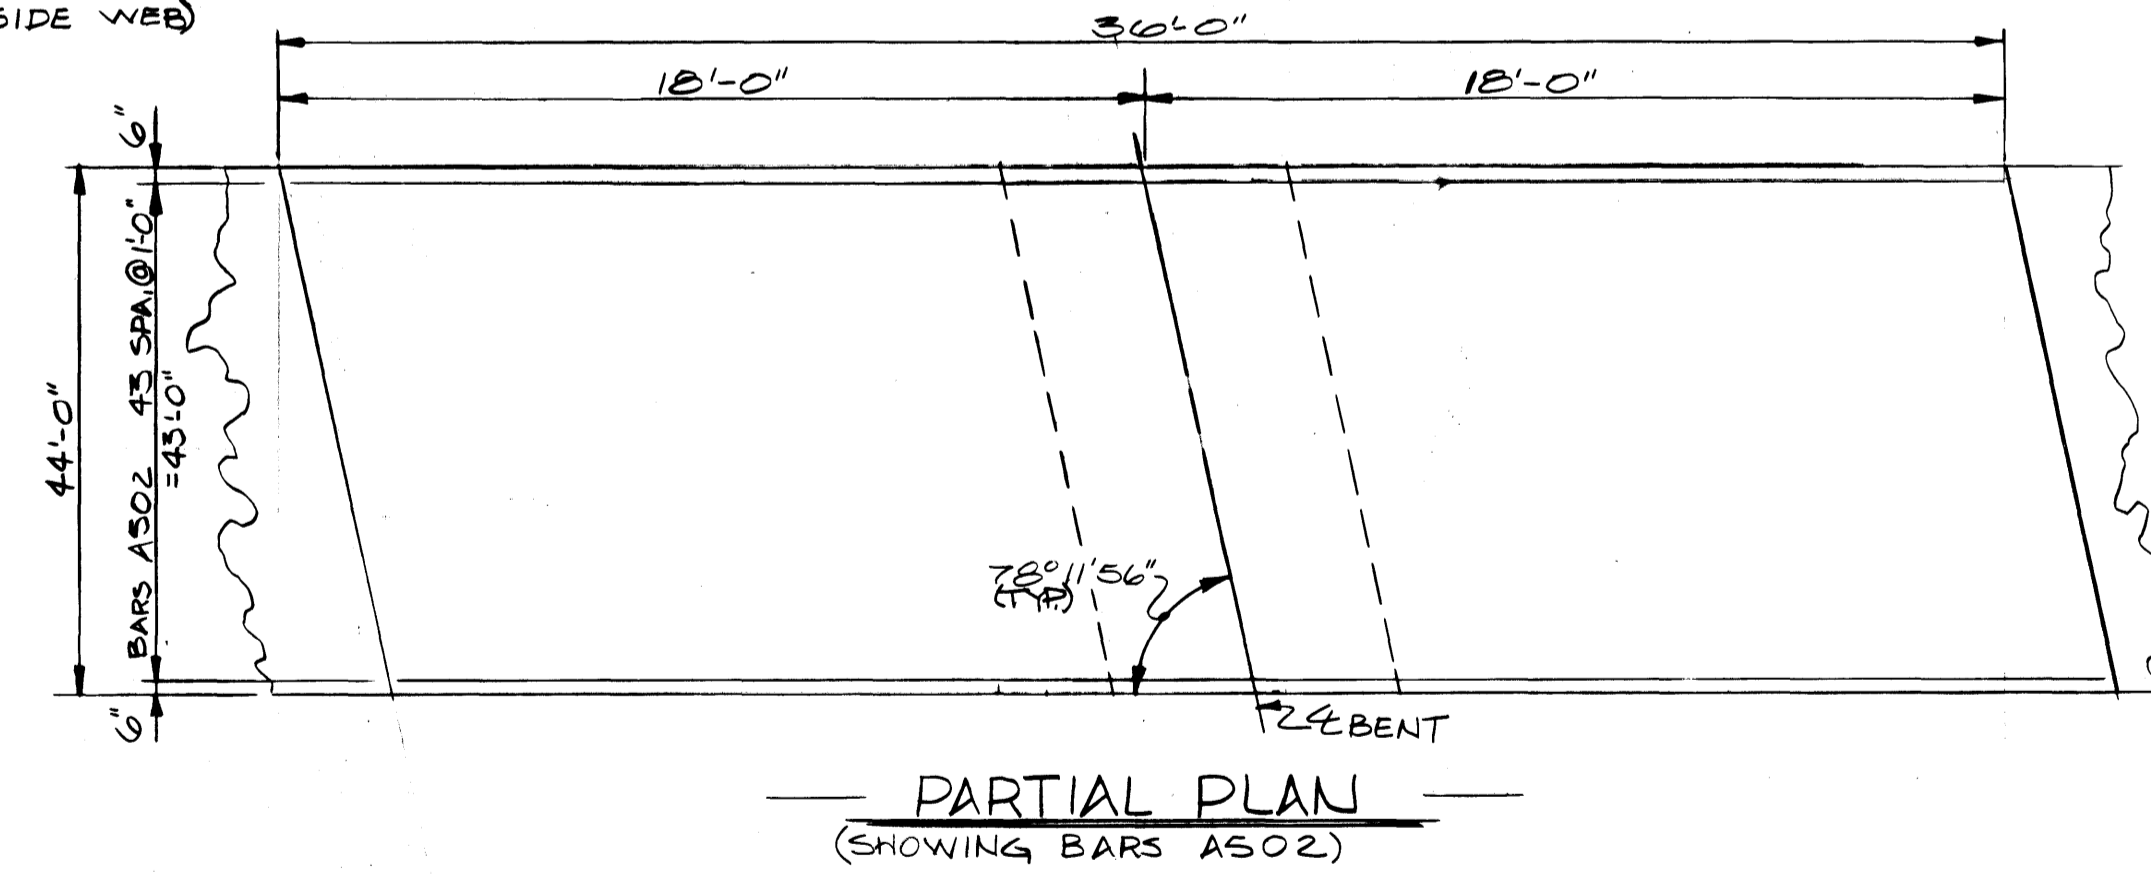 SIDE WEB)
36'-0"
18'-0"
18'-0"
6"
44'-0"
BARS A502 43 SPA.@1'-0"
=43'-0"
78°11'56"
(TYP.)
6"
℄ BENT
PARTIAL PLAN
(SHOWING BARS A502)